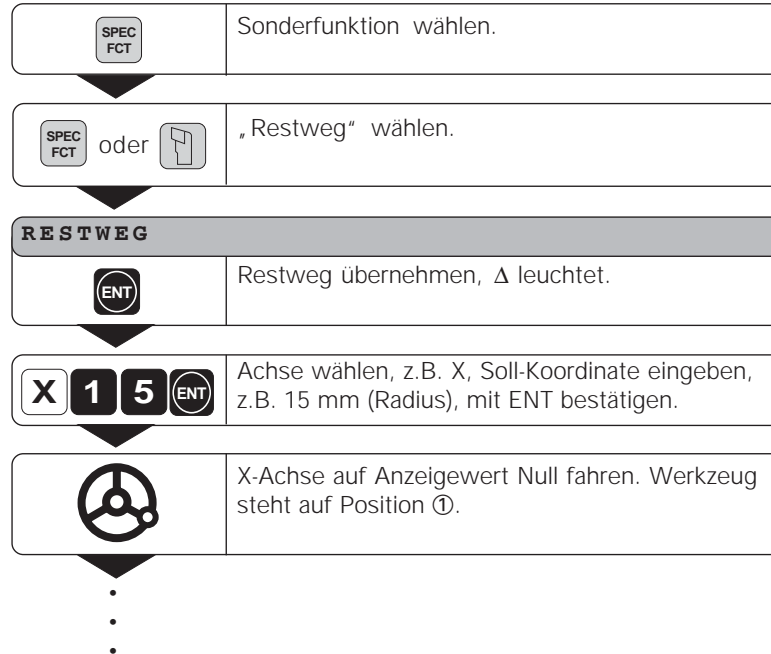 SPEC
FCT
Sonderfunktion wählen.
SPEC
FCT
oder
„Restweg“ wählen.
RESTWEG
ENT
Restweg übernehmen, Δ leuchtet.
X 1 5 ENT
Achse wählen, z.B. X, Soll-Koordinate eingeben,
z.B. 15 mm (Radius), mit ENT bestätigen.
X-Achse auf Anzeigewert Null fahren. Werkzeug
steht auf Position ①.